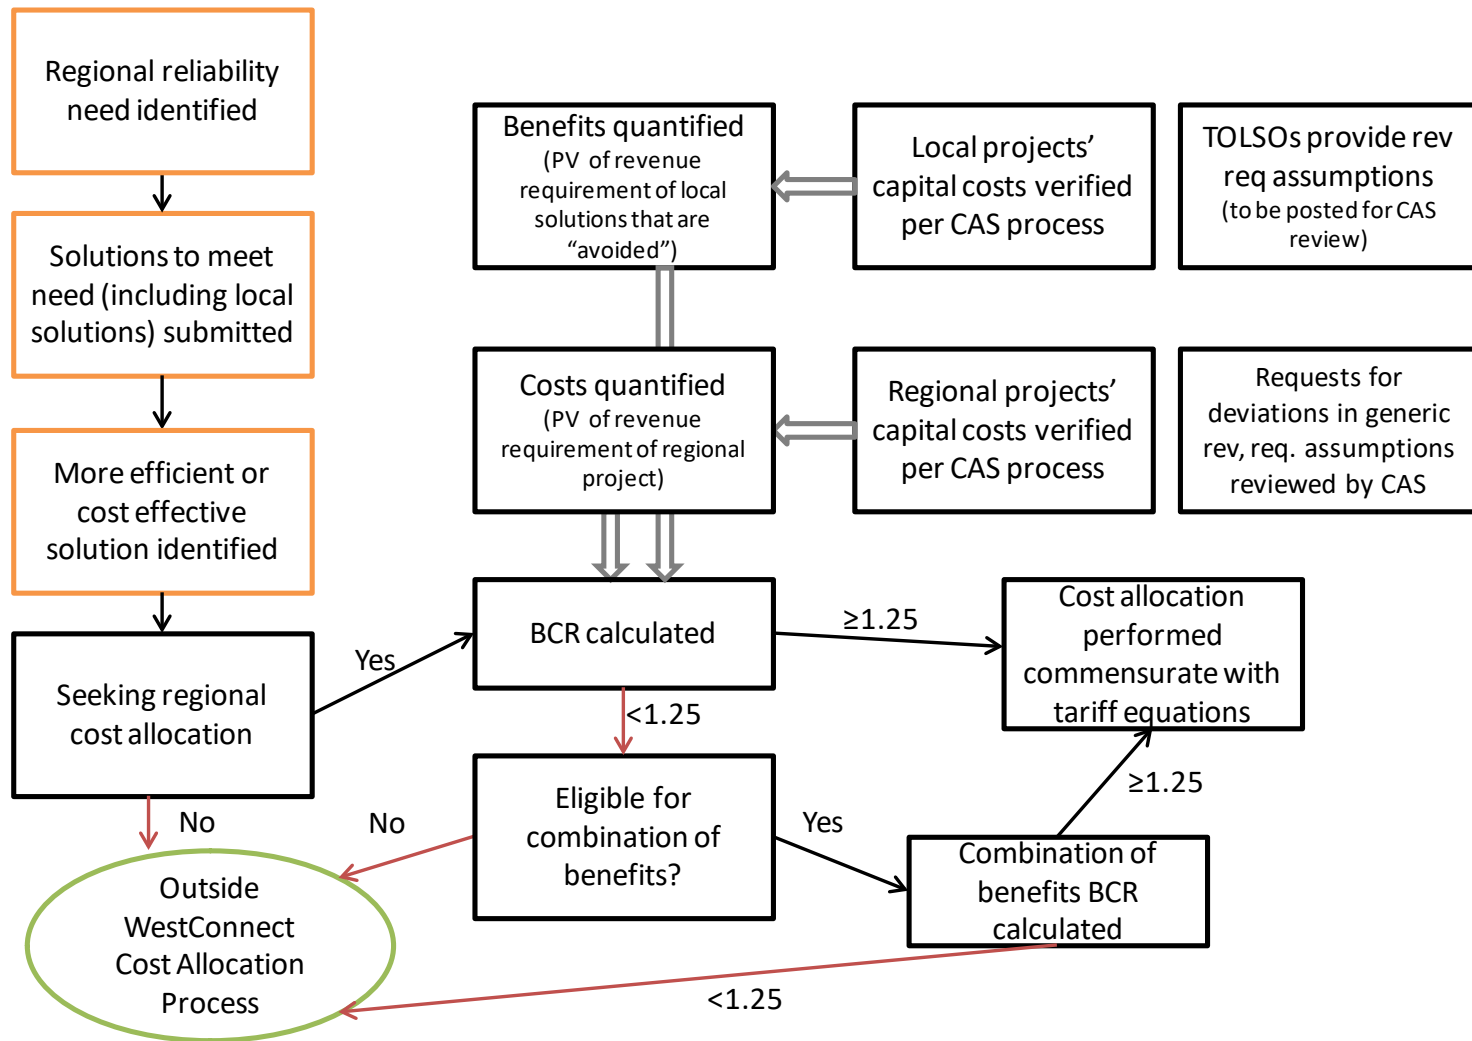 Regional reliability
need identified
Solutions to meet
need (including local
solutions) submitted
More efficient or
cost effective
solution identified
Seeking regional
cost allocation
Yes
No
Outside
WestConnect
Cost Allocation
Process
Benefits quantified
(PV of revenue
requirement of local
solutions that are
“avoided”)
Local projects’
capital costs verified
per CAS process
TOLSOs provide rev
req assumptions
(to be posted for CAS
review)
Costs quantified
(PV of revenue
requirement of regional
project)
Regional projects’
capital costs verified
per CAS process
Requests for
deviations in generic
rev, req. assumptions
reviewed by CAS
BCR calculated
≥1.25
Cost allocation
performed
commensurate with
tariff equations
<1.25
Eligible for
combination of
benefits?
No
Yes
≥1.25
Combination of
benefits BCR
calculated
<1.25